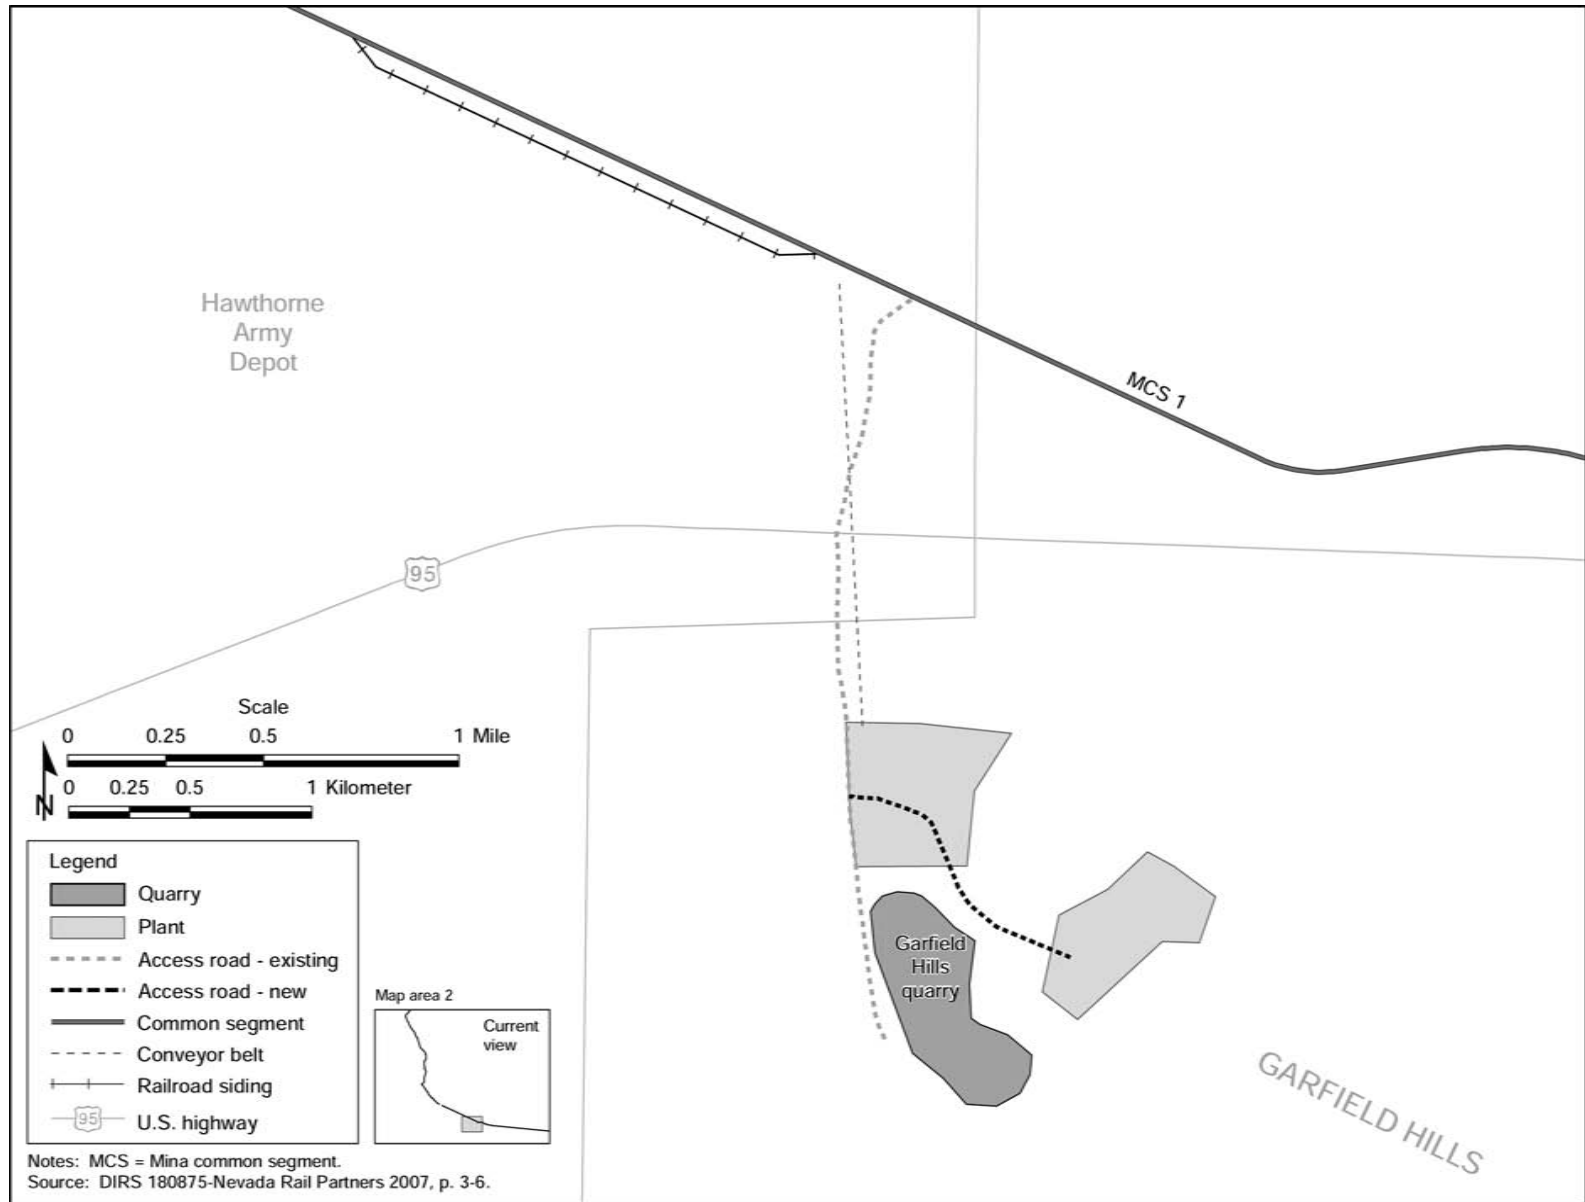 Hawthorne
Army
Depot
MCS 1
95
Scale
0 0.25 0.5 1 Mile
0 0.25 0.5 1 Kilometer
N
Legend
Quarry
Plant
Access road - existing
Access road - new
Common segment
Conveyor belt
Railroad siding
95 U.S. highway
Map area 2
Current
view
Garfield
Hills
quarry
GARFIELD HILLS
Notes: MCS = Mina common segment.
Source: DIRS 180875-Nevada Rail Partners 2007, p. 3-6.